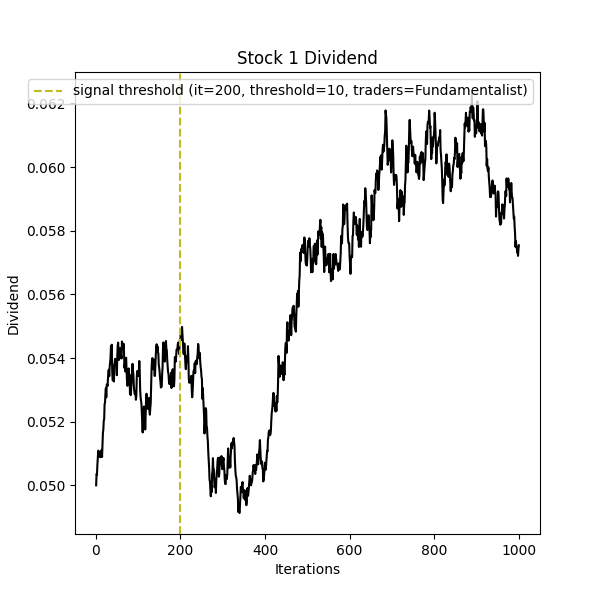 Stock 1 Dividend
signal threshold (it=200, threshold=10, traders=Fundamentalist)
0.062
0.060
0.058
0.056
0.054
0.052
0.050
Dividend
0 200 400 600 800 1000
Iterations